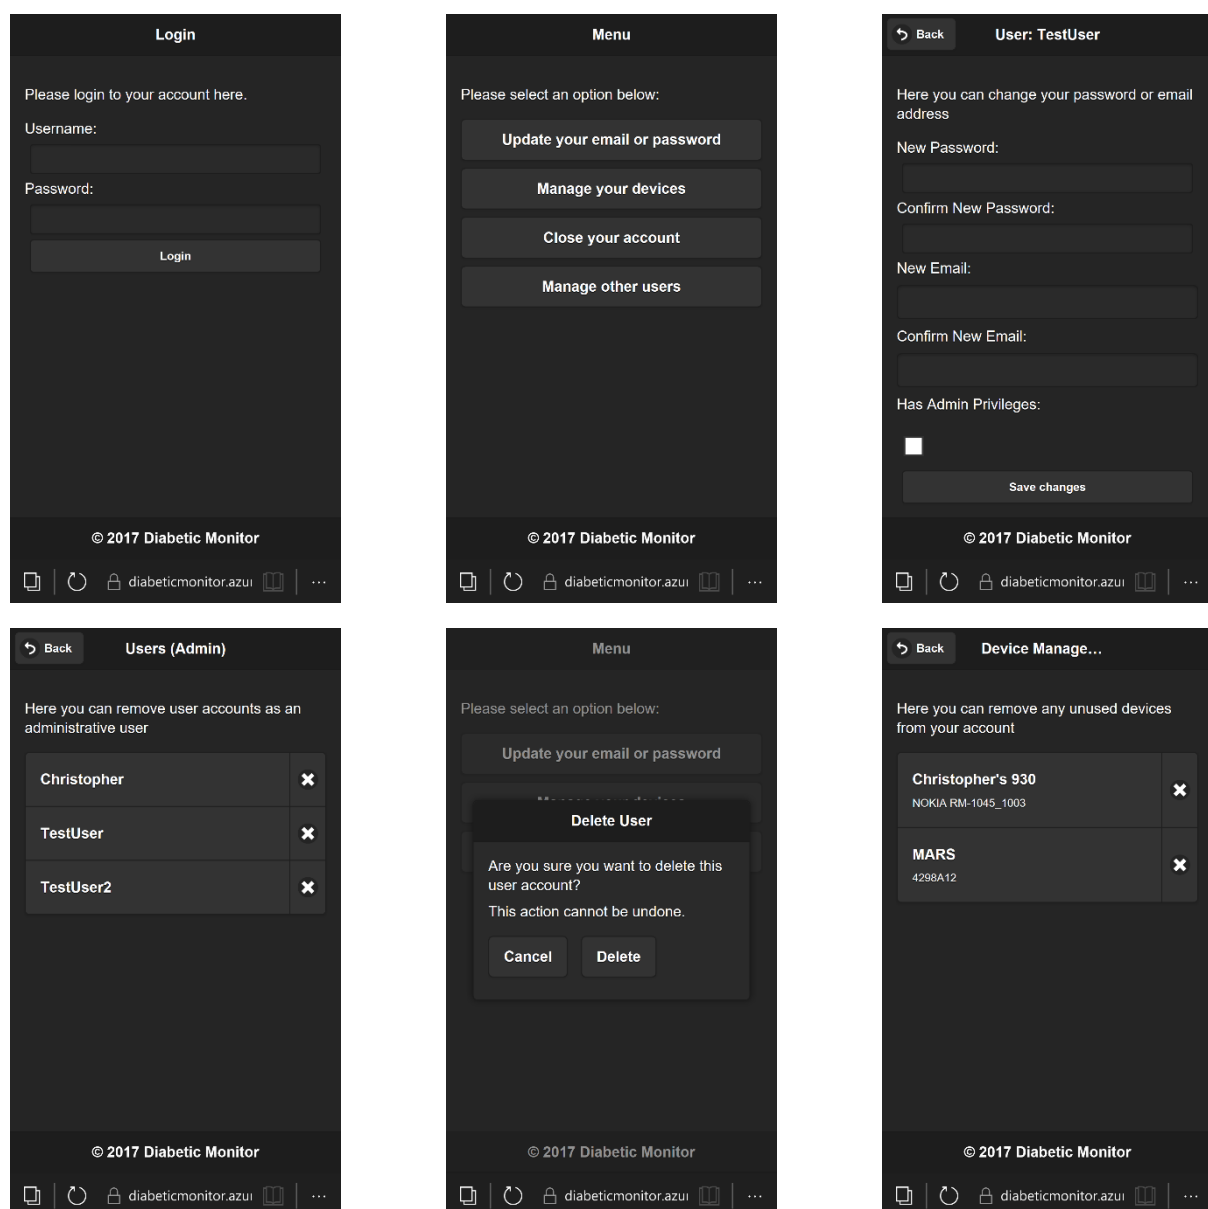 Login
Please login to your account here.
Username:
Password:
Login
© 2017 Diabetic Monitor
diabeticmonitor.azu
Menu
Please select an option below:
Update your email or password
Manage your devices
Close your account
Manage other users
© 2017 Diabetic Monitor
diabeticmonitor.azu
Back
User: TestUser
Here you can change your password or email
address
New Password:
Confirm New Password:
New Email:
Confirm New Email:
Has Admin Privileges:
Save changes
© 2017 Diabetic Monitor
diabeticmonitor.azu
Back
Users (Admin)
Here you can remove user accounts as an
administrative user
Christopher
TestUser
TestUser2
© 2017 Diabetic Monitor
diabeticmonitor.azu
Menu
Please select an option below:
Update your email or password
Delete User
Are you sure you want to delete this
user account?
This action cannot be undone.
Cancel
Delete
© 2017 Diabetic Monitor
diabeticmonitor.azu
Back
Device Manage...
Here you can remove any unused devices
from your account
Christopher's 930
NOKIA RM-1045_1003
MARS
4298A12
© 2017 Diabetic Monitor
diabeticmonitor.azu